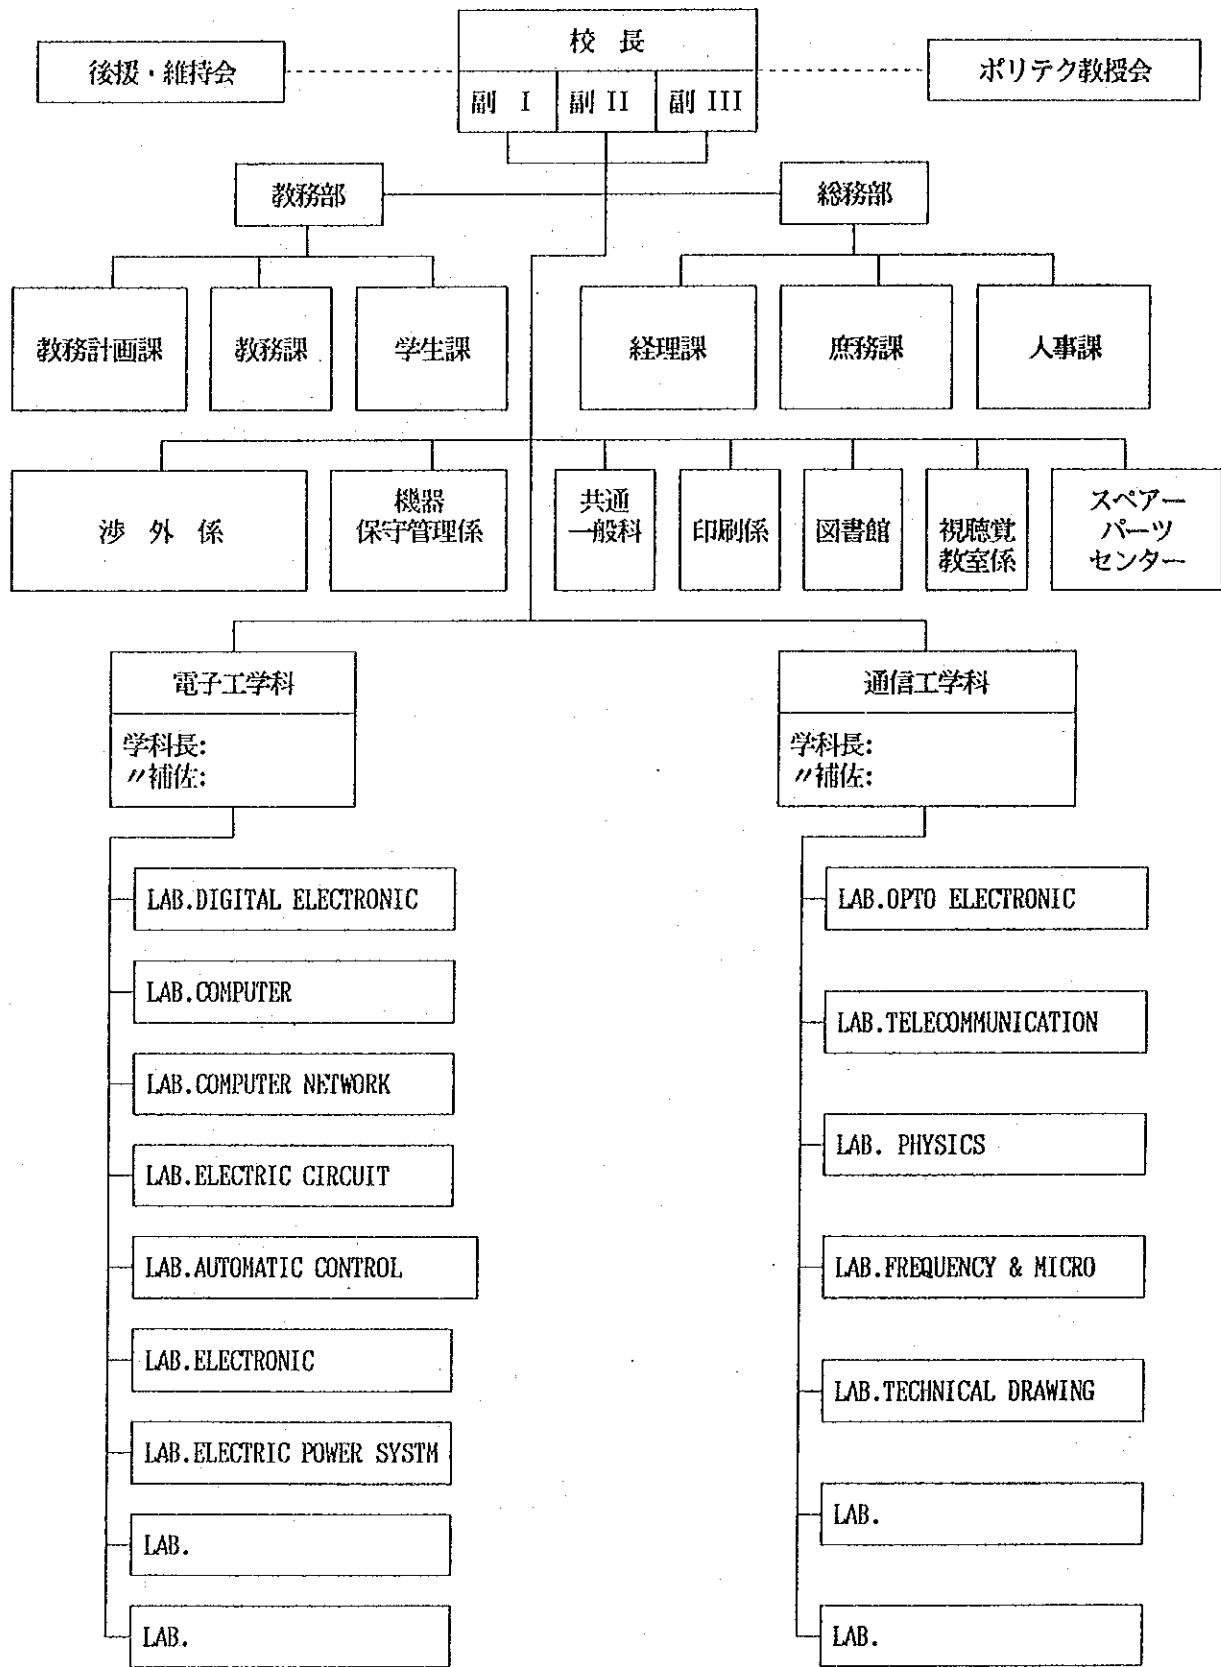 校 長
後援・維持会
ポリテク教授会
副 I
副 II
副 III
教務部
総務部
教務計画課
教務課
学生課
経理課
庶務課
人事課
渉 外 係
機器
保守管理係
共通
一般科
印刷係
図書館
視聴覚
教室係
スペアー
パーツ
センター
電子工学科
学科長:
〃補佐:
通信工学科
学科長:
〃補佐:
LAB.DIGITAL ELECTRONIC
LAB.COMPUTER
LAB.COMPUTER NETWORK
LAB.ELECTRIC CIRCUIT
LAB.AUTOMATIC CONTROL
LAB.ELECTRONIC
LAB.ELECTRIC POWER SYSTM
LAB.
LAB.
LAB.OPTO ELECTRONIC
LAB.TELECOMMUNICATION
LAB. PHYSICS
LAB.FREQUENCY & MICRO
LAB.TECHNICAL DRAWING
LAB.
LAB.